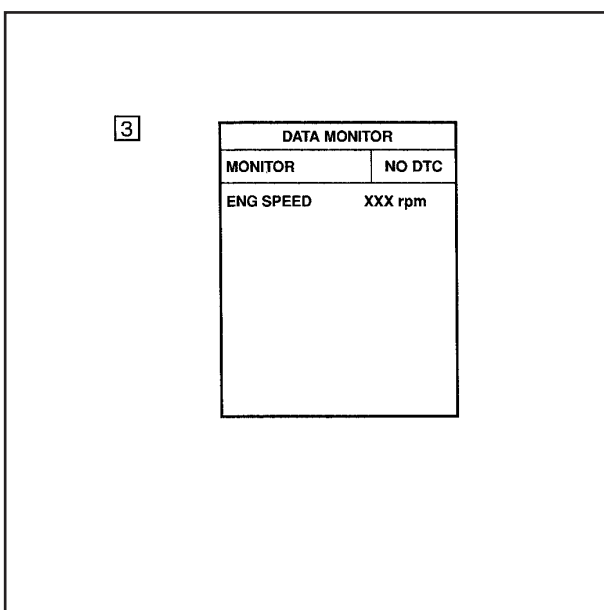 3
DATA MONITOR
MONITOR NO DTC
ENG SPEED XXX rpm